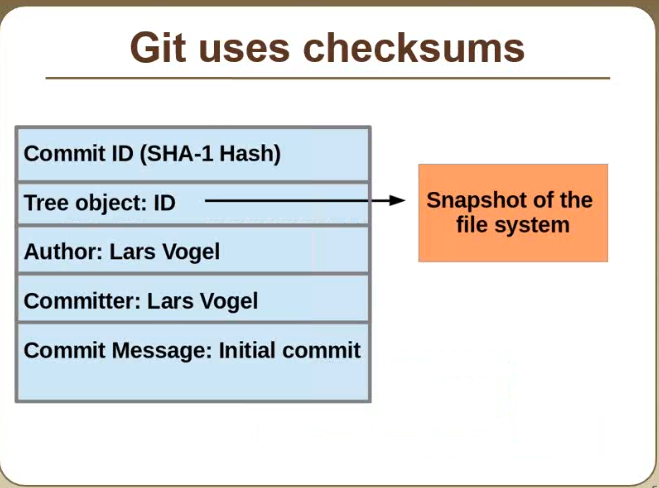 Git uses checksums
Commit ID (SHA-1 Hash)
Tree object: ID
Snapshot of the
file system
Author: Lars Vogel
Committer: Lars Vogel
Commit Message: Initial commit